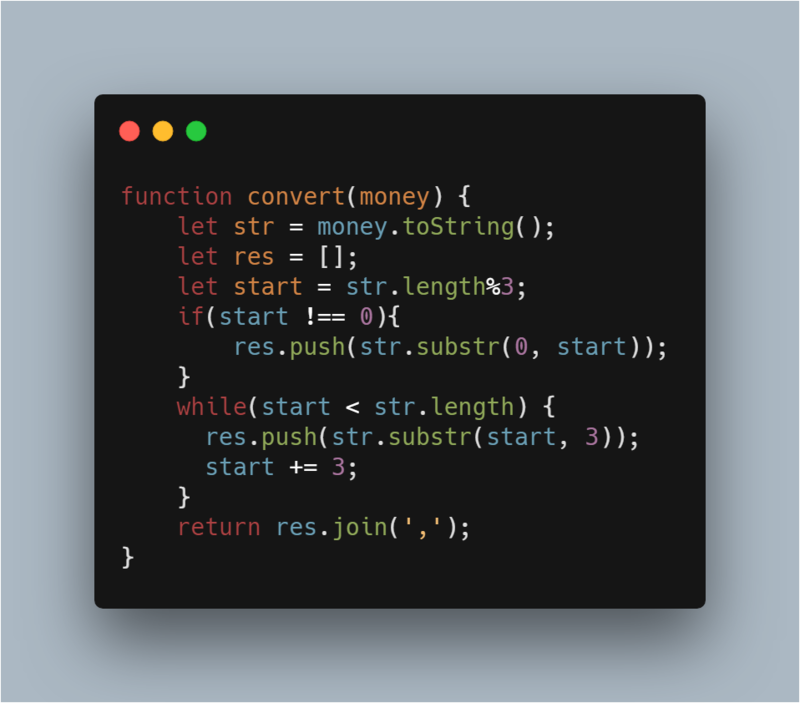 function convert(money) {
    let str = money.toString();
    let res = [];
    let start = str.length%3;
    if(start !== 0){
        res.push(str.substr(0, start));
    }
    while(start < str.length) {
      res.push(str.substr(start, 3));
      start += 3;
    }
    return res.join(',');
}